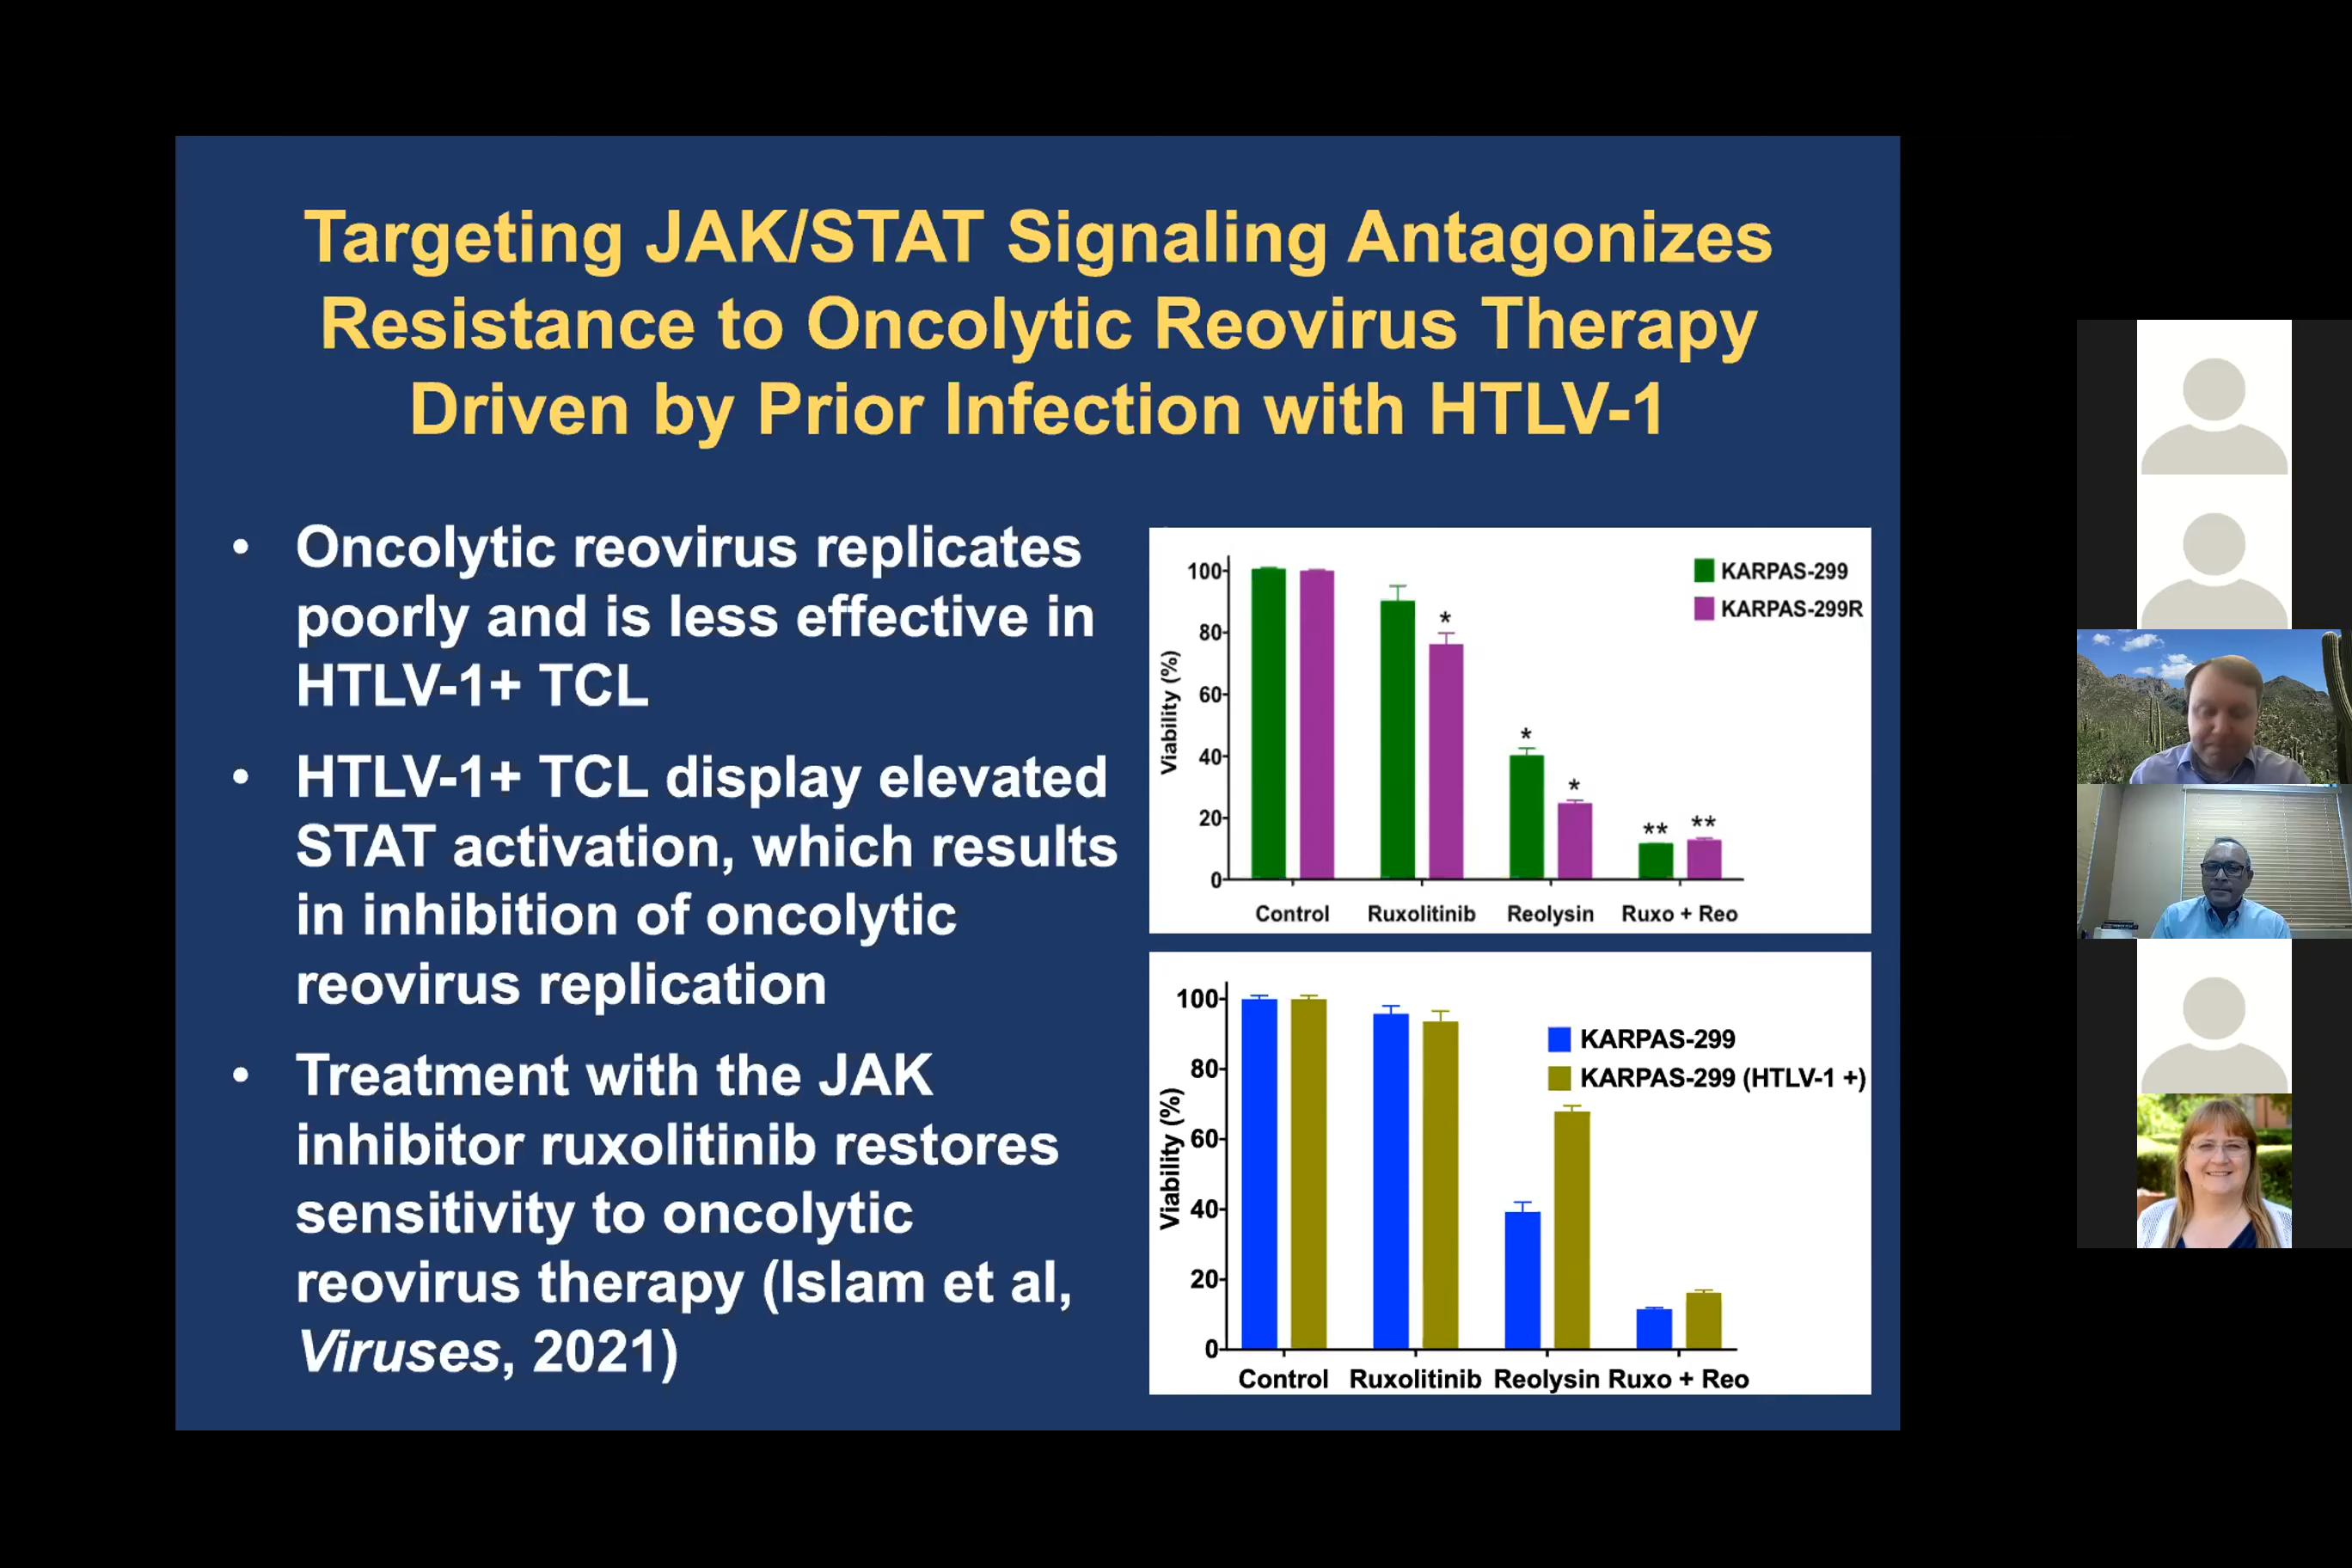 Targeting JAK/STAT Signaling Antagonizes
Resistance to Oncolytic Reovirus Therapy
Driven by Prior Infection with HTLV-1
• Oncolytic reovirus replicates
poorly and is less effective in
HTLV-1+ TCL
• HTLV-1+ TCL display elevated
STAT activation, which results
in inhibition of oncolytic
reovirus replication
• Treatment with the JAK
inhibitor ruxolitinib restores
sensitivity to oncolytic
reovirus therapy (Islam et al,
Viruses, 2021)
KARPAS-299
KARPAS-299R
Viability (%)
100
80
60
40
20
0
*
*
*
**
**
Control Ruxolitinib Reolysin Ruxo + Reo
KARPAS-299
KARPAS-299 (HTLV-1 +)
Viability (%)
100
80
60
40
20
0
Control Ruxolitinib Reolysin Ruxo + Reo